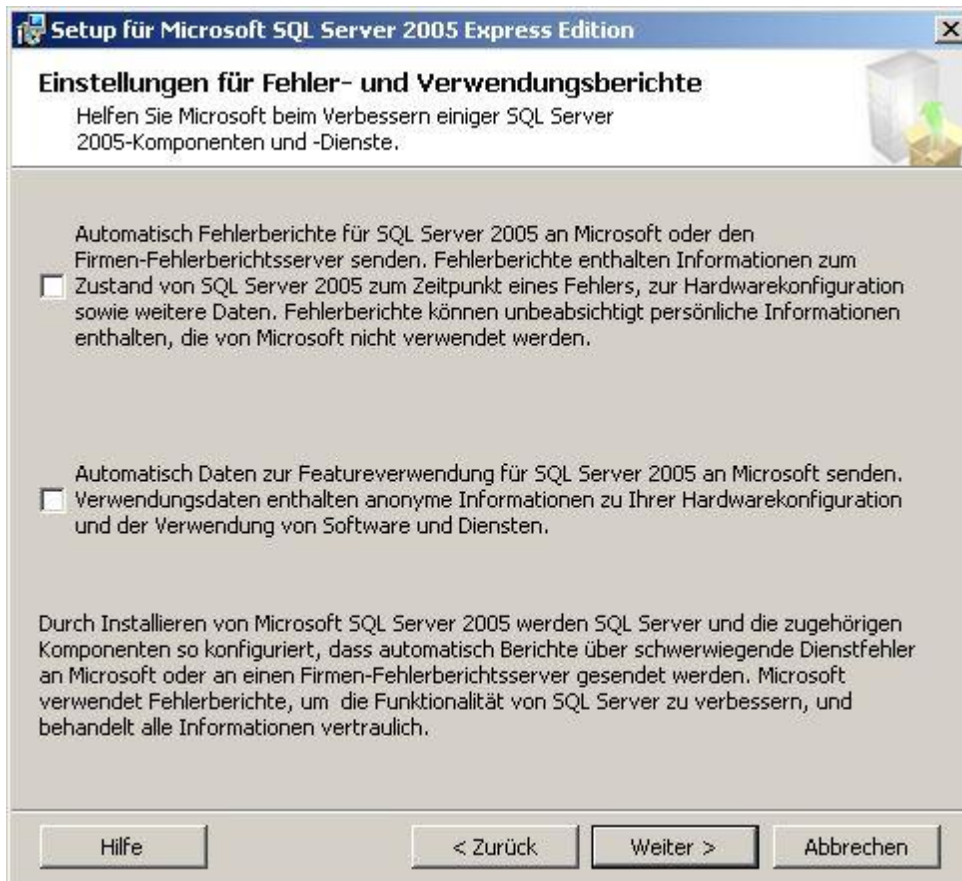 Setup für Microsoft SQL Server 2005 Express Edition
Einstellungen für Fehler- und Verwendungsberichte
Helfen Sie Microsoft beim Verbessern einiger SQL Server
2005-Komponenten und -Dienste.
Automatisch Fehlerberichte für SQL Server 2005 an Microsoft oder den
Firmen-Fehlerberichtsserver senden. Fehlerberichte enthalten Informationen zum
Zustand von SQL Server 2005 zum Zeitpunkt eines Fehlers, zur Hardwarekonfiguration
sowie weitere Daten. Fehlerberichte können unbeabsichtigt persönliche Informationen
enthalten, die von Microsoft nicht verwendet werden.
Automatisch Daten zur Featureverwendung für SQL Server 2005 an Microsoft senden.
Verwendungsdaten enthalten anonyme Informationen zu Ihrer Hardwarekonfiguration
und der Verwendung von Software und Diensten.
Durch Installieren von Microsoft SQL Server 2005 werden SQL Server und die zugehörigen
Komponenten so konfiguriert, dass automatisch Berichte über schwerwiegende Dienstfehler
an Microsoft oder an einen Firmen-Fehlerberichtsserver gesendet werden. Microsoft
verwendet Fehlerberichte, um die Funktionalität von SQL Server zu verbessern, und
behandelt alle Informationen vertraulich.
Hilfe
< Zurück
Weiter >
Abbrechen